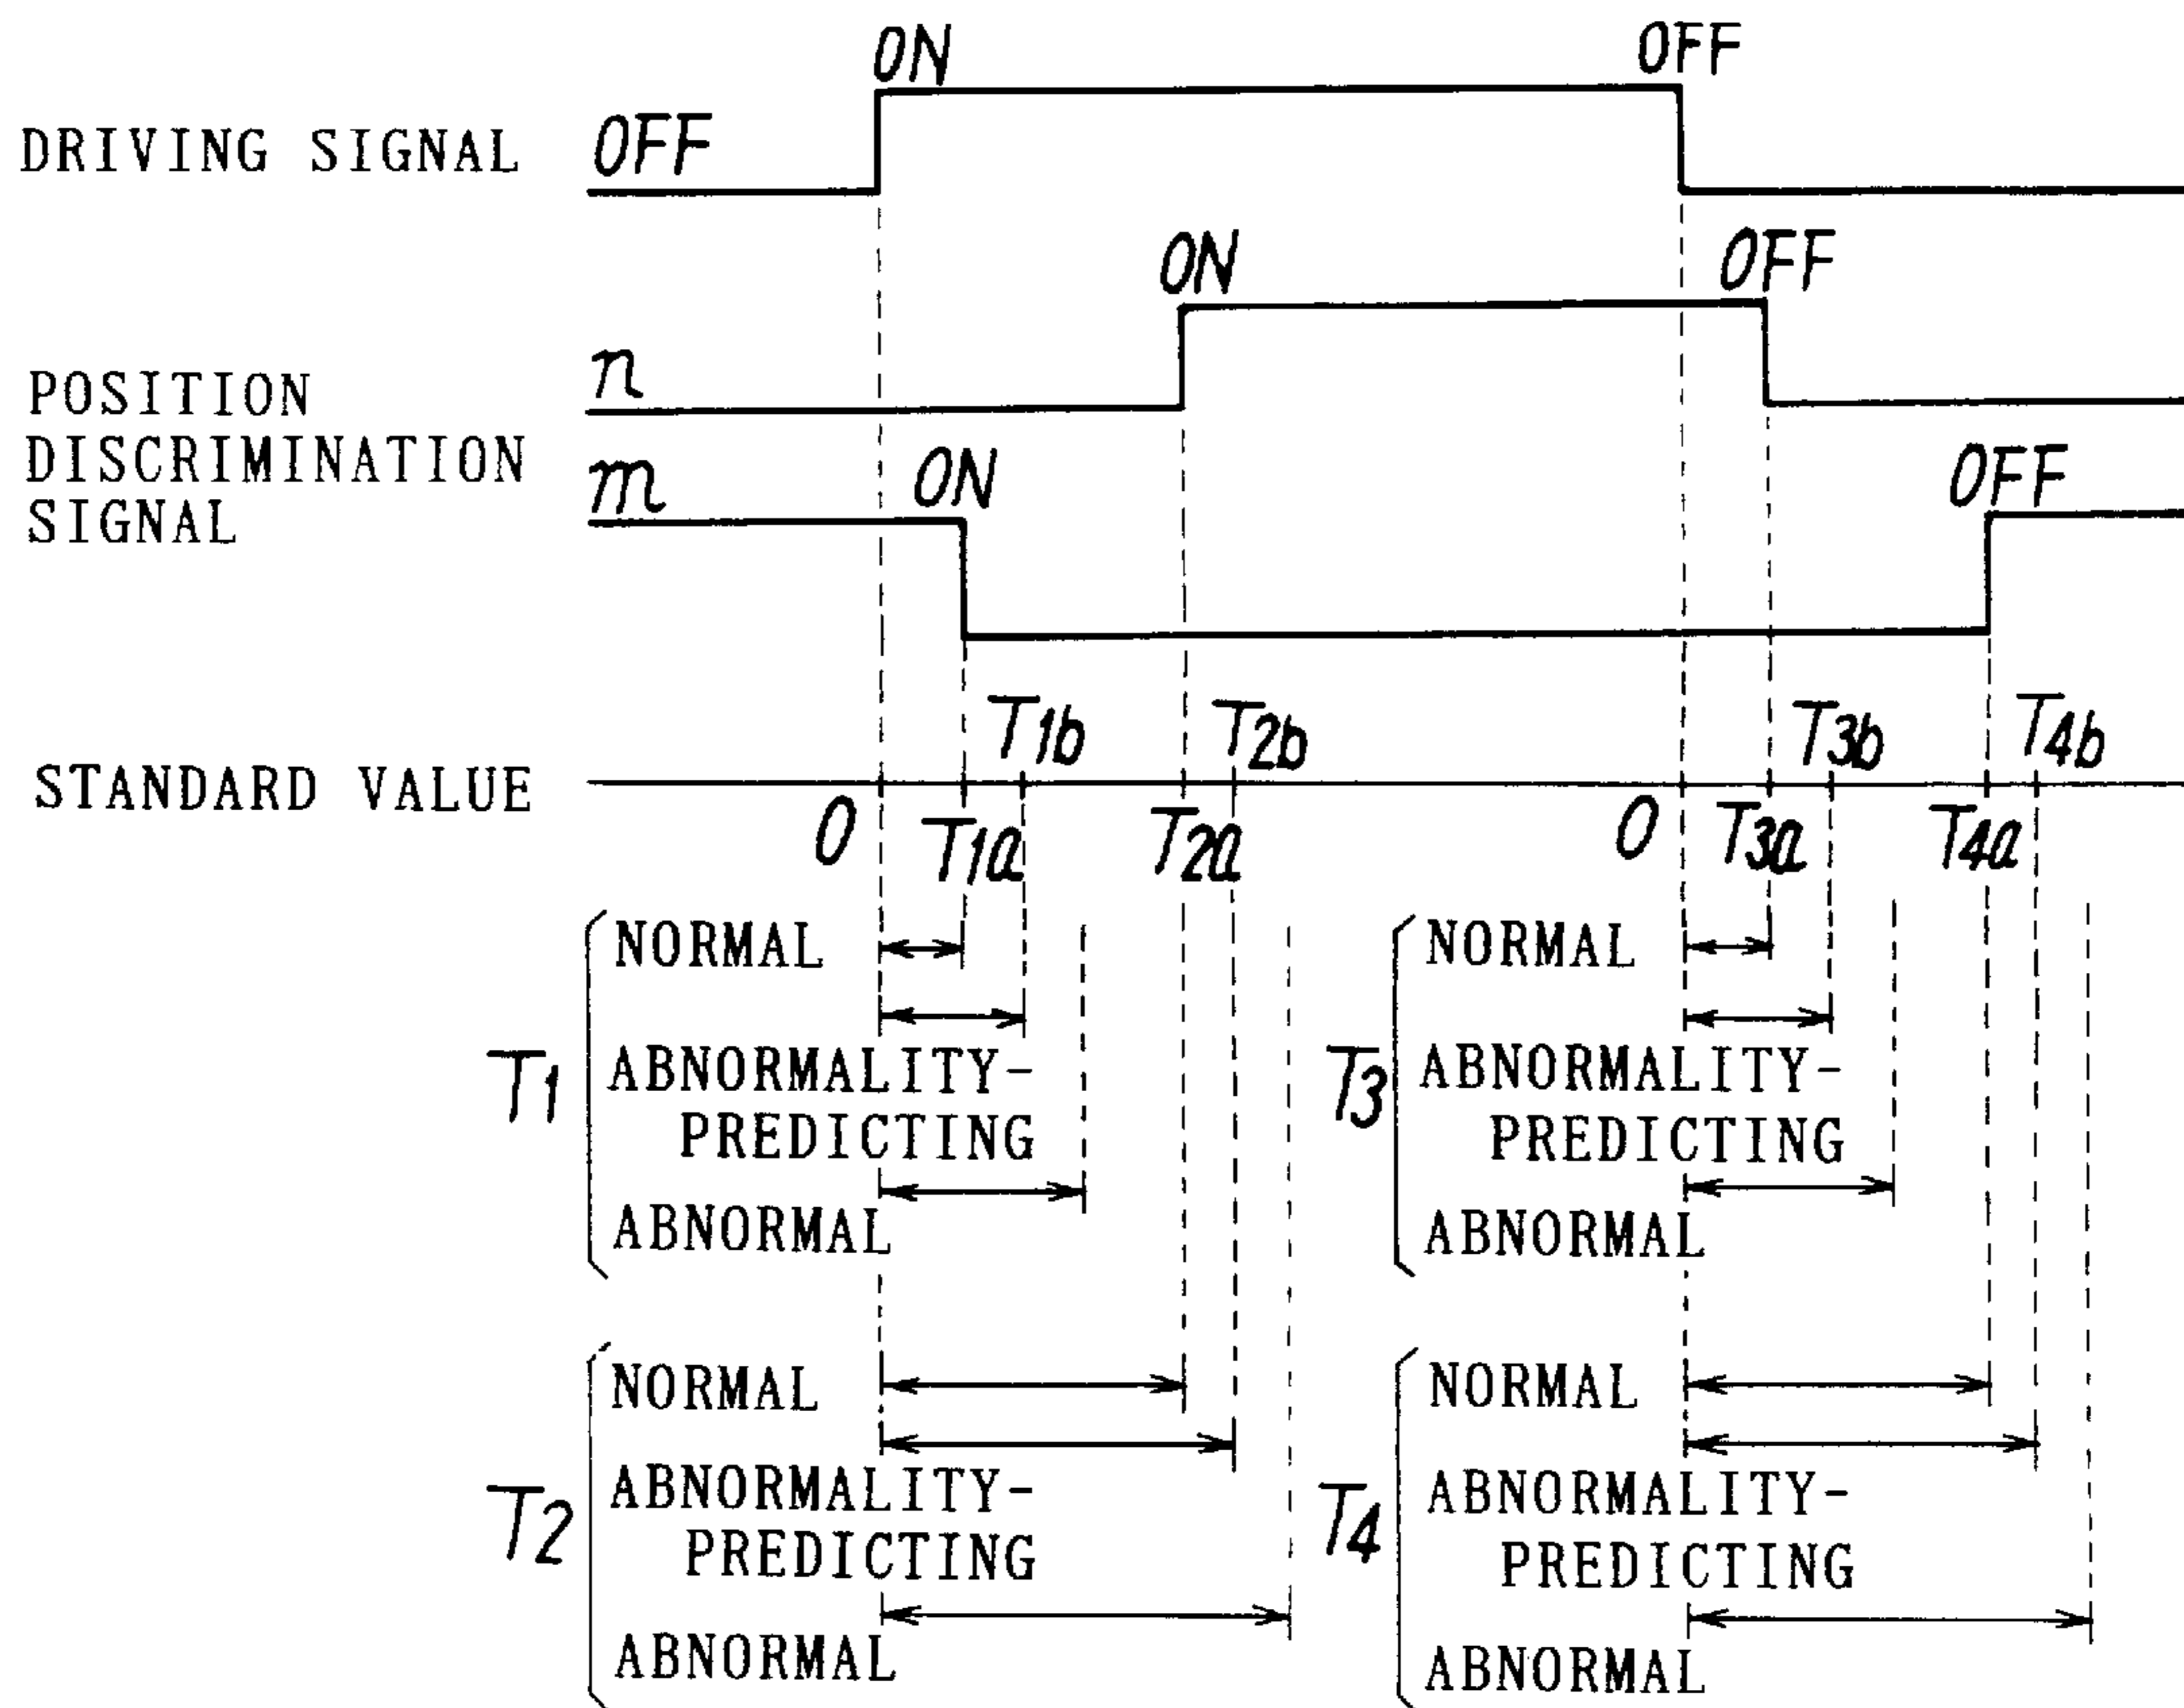 ON
OFF
DRIVING SIGNAL
OFF
ON
OFF
n
POSITION
DISCRIMINATION
SIGNAL
m
ON
OFF
T1b
T2b
T3b
T4b
STANDARD VALUE
0
T1a
T2a
0
T3a
T4a
T1
NORMAL
ABNORMALITY-
PREDICTING
ABNORMAL
T3
NORMAL
ABNORMALITY-
PREDICTING
ABNORMAL
T2
NORMAL
ABNORMALITY-
PREDICTING
ABNORMAL
T4
NORMAL
ABNORMALITY-
PREDICTING
ABNORMAL